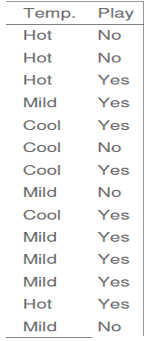 Temp. Play
Hot No
Hot No
Hot Yes
Mild Yes
Cool Yes
Cool No
Cool Yes
Mild No
Cool Yes
Mild Yes
Mild Yes
Mild Yes
Hot Yes
Mild No